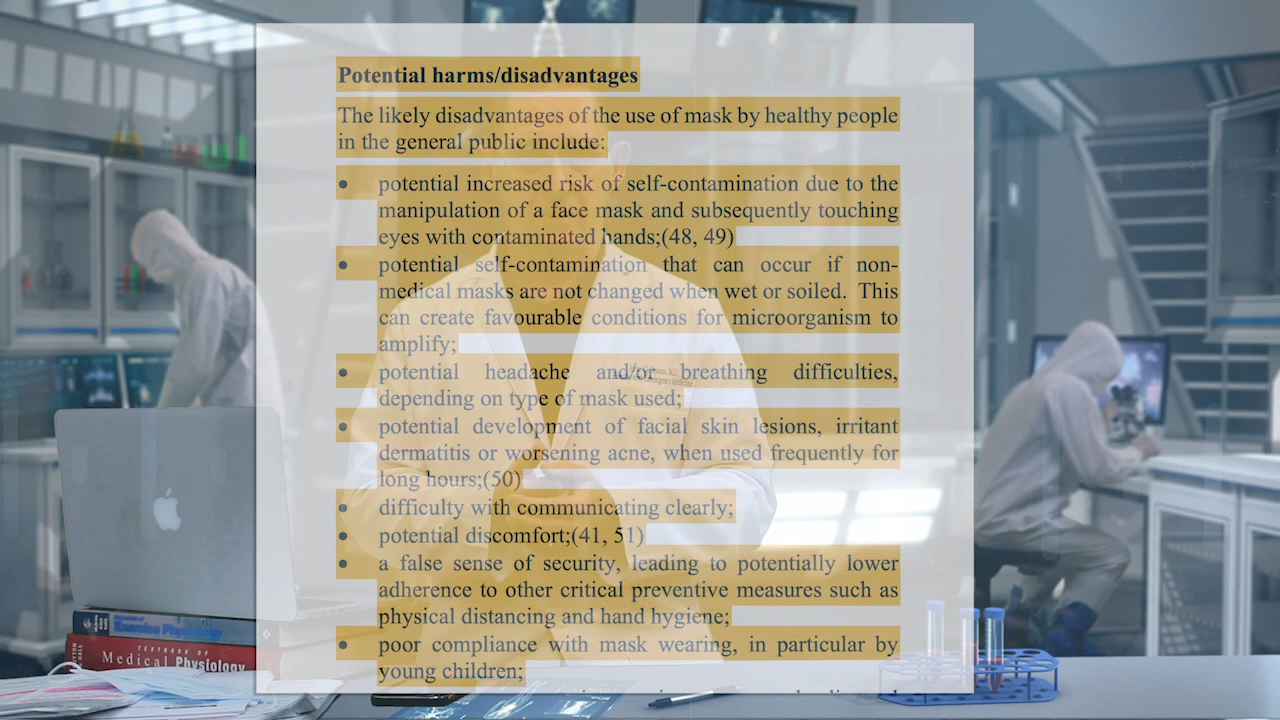 Potential harms/disadvantages
The likely disadvantages of the use of mask by healthy people
in the general public include:
• potential increased risk of self-contamination due to the
manipulation of a face mask and subsequently touching
eyes with contaminated hands;(48, 49)
• potential self-contamination that can occur if non-
medical masks are not changed when wet or soiled. This
can create favourable conditions for microorganism to
amplify;
• potential headache and/or breathing difficulties,
depending on type of mask used;
• potential development of facial skin lesions, irritant
dermatitis or worsening acne, when used frequently for
long hours;(50)
• difficulty with communicating clearly;
• potential discomfort;(41, 51)
• a false sense of security, leading to potentially lower
adherence to other critical preventive measures such as
physical distancing and hand hygiene;
• poor compliance with mask wearing, in particular by
young children;
Exercise Physiology
TEXTBOOK OF
Medical Physiology